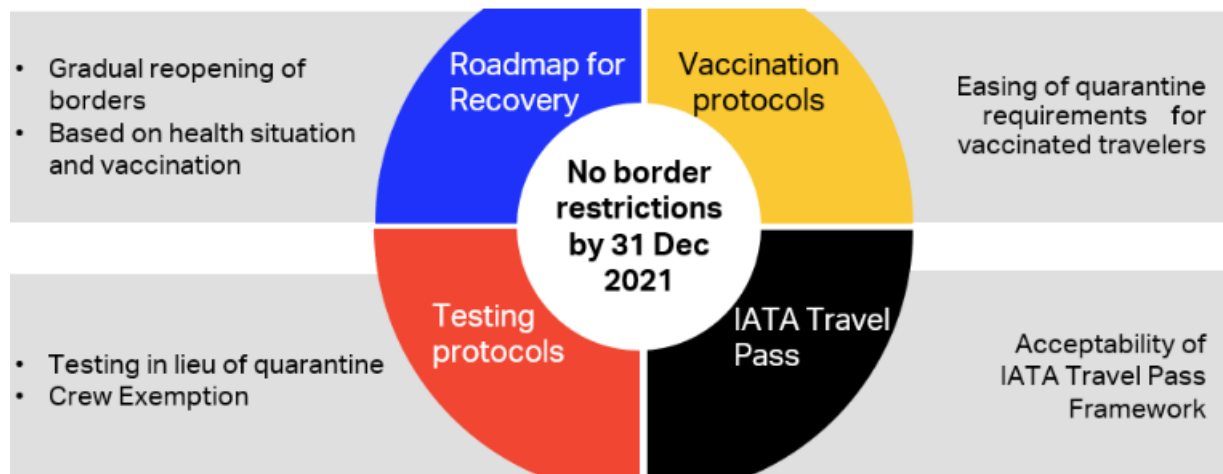 • Gradual reopening of
borders
• Based on health situation
and vaccination
Roadmap for
Recovery
Vaccination
protocols
Easing of quarantine
requirements for
vaccinated travelers
No border
restrictions
by 31 Dec
2021
• Testing in lieu of quarantine
• Crew Exemption
Testing
protocols
IATA Travel
Pass
Acceptability of
IATA Travel Pass
Framework